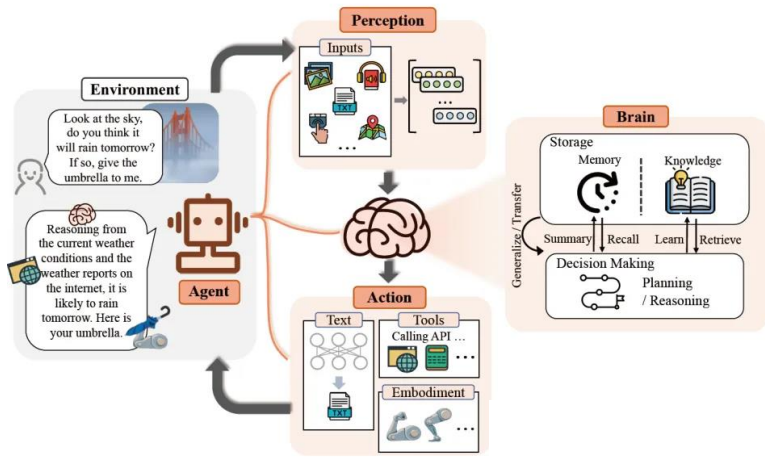 Environment
Look at the sky,
do you think it
will rain tomorrow?
If so, give the
umbrella to me.
Reasoning from
the current weather
conditions and the
weather reports on
the internet, it is
likely to rain
tomorrow. Here is
your umbrella.
Agent
Perception
Inputs
TXT
...
...
Action
Text
TXT
Tools
Calling API ...
...
Embodiment
...
Brain
Storage
Memory
Knowledge
Generalize / Transfer
Summary
Recall
Learn
Retrieve
Decision Making
Planning
/ Reasoning